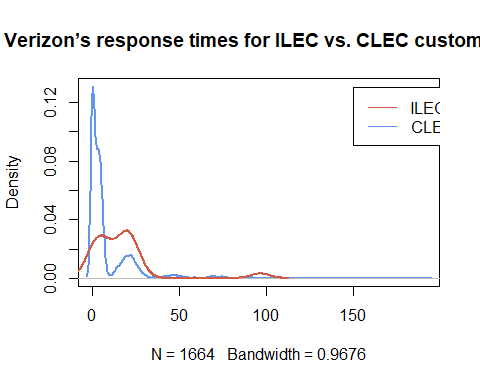 Verizon’s response times for ILEC vs. CLEC custom
ILEC
CLE
Density
0.00 0.04 0.08 0.12
0 50 100 150
N = 1664 Bandwidth = 0.9676